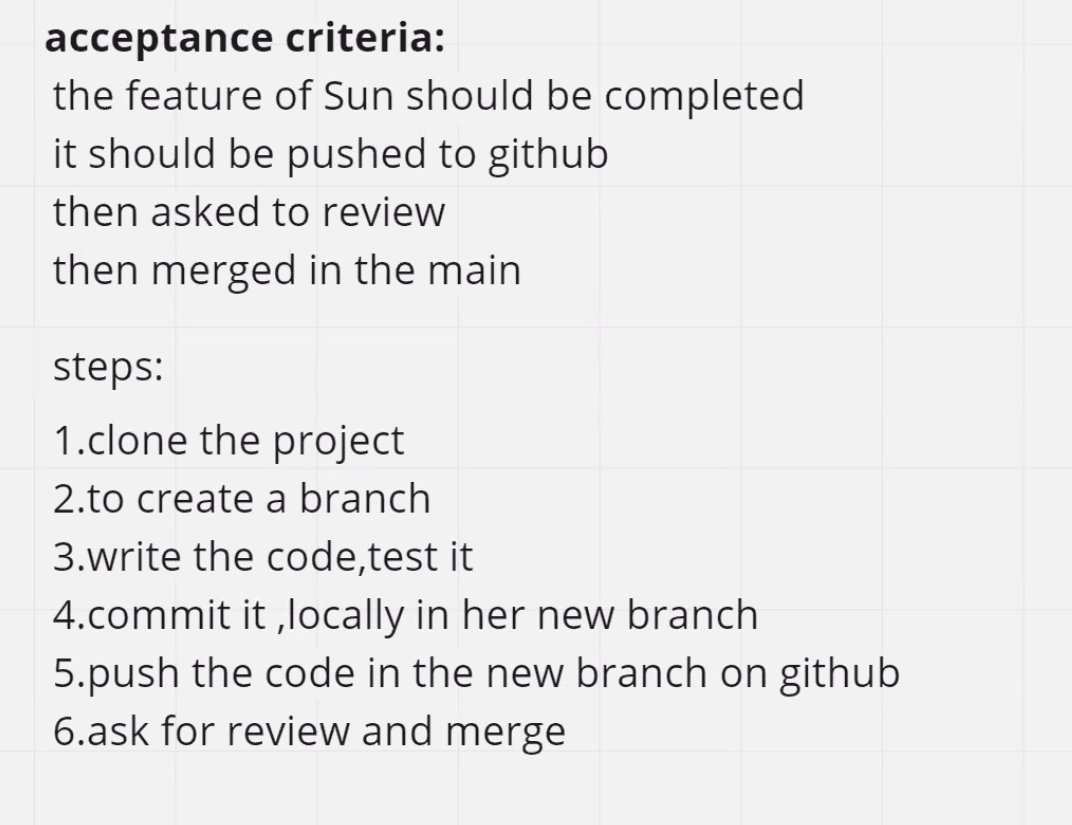 acceptance criteria:
the feature of Sun should be completed
it should be pushed to github
then asked to review
then merged in the main
steps:
1.clone the project
2.to create a branch
3.write the code,test it
4.commit it ,locally in her new branch
5.push the code in the new branch on github
6.ask for review and merge